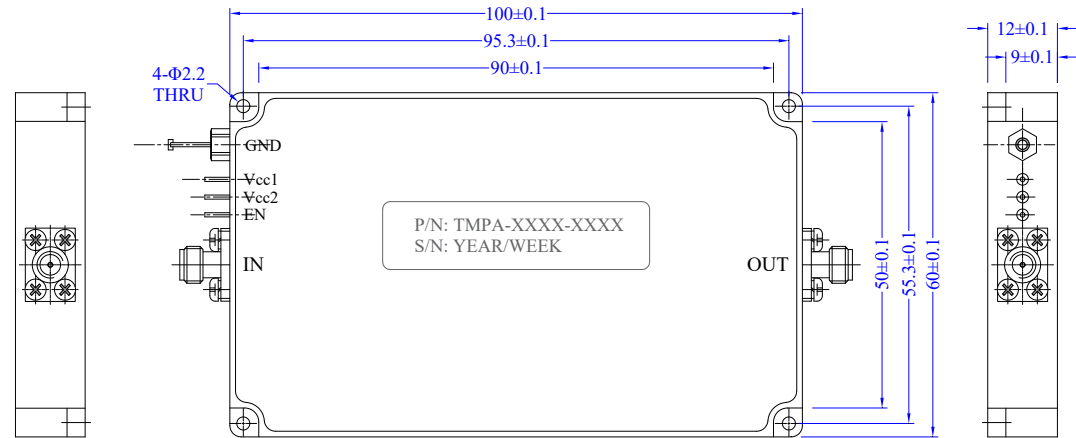 100±0.1
12±0.1
95.3±0.1
9±0.1
90±0.1
4-Φ2.2
THRU
GND
Vcc1
Vcc2
EN
P/N: TMPA-XXXX-XXXX
S/N: YEAR/WEEK
IN
OUT
50±0.1
55.3±0.1
60±0.1